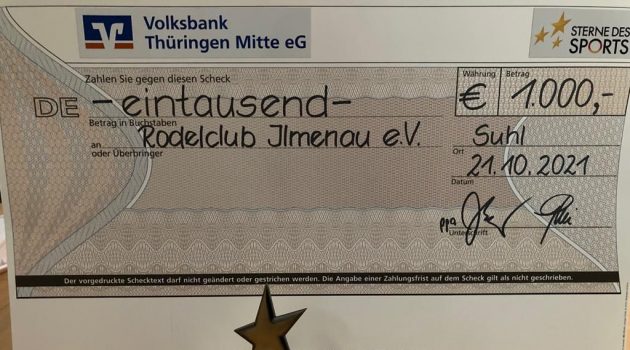 Volksbank
Thüringen Mitte eG
STERNE DES
SPORTS
Zahlen Sie gegen diesen Scheck
Währung Betrag
DE -eintausend- € 1.000,-
Betrag in Buchstaben
an Rodelclub Ilmenau e.V. Suhl
oder Überbringer Ort
21.10.2021
Datum
ppa
Unterschrift
Der vorgedruckte Schecktext darf nicht geändert oder gestrichen werden. Die Angabe einer Zahlungsfrist auf dem Scheck gilt als nicht geschrieben.